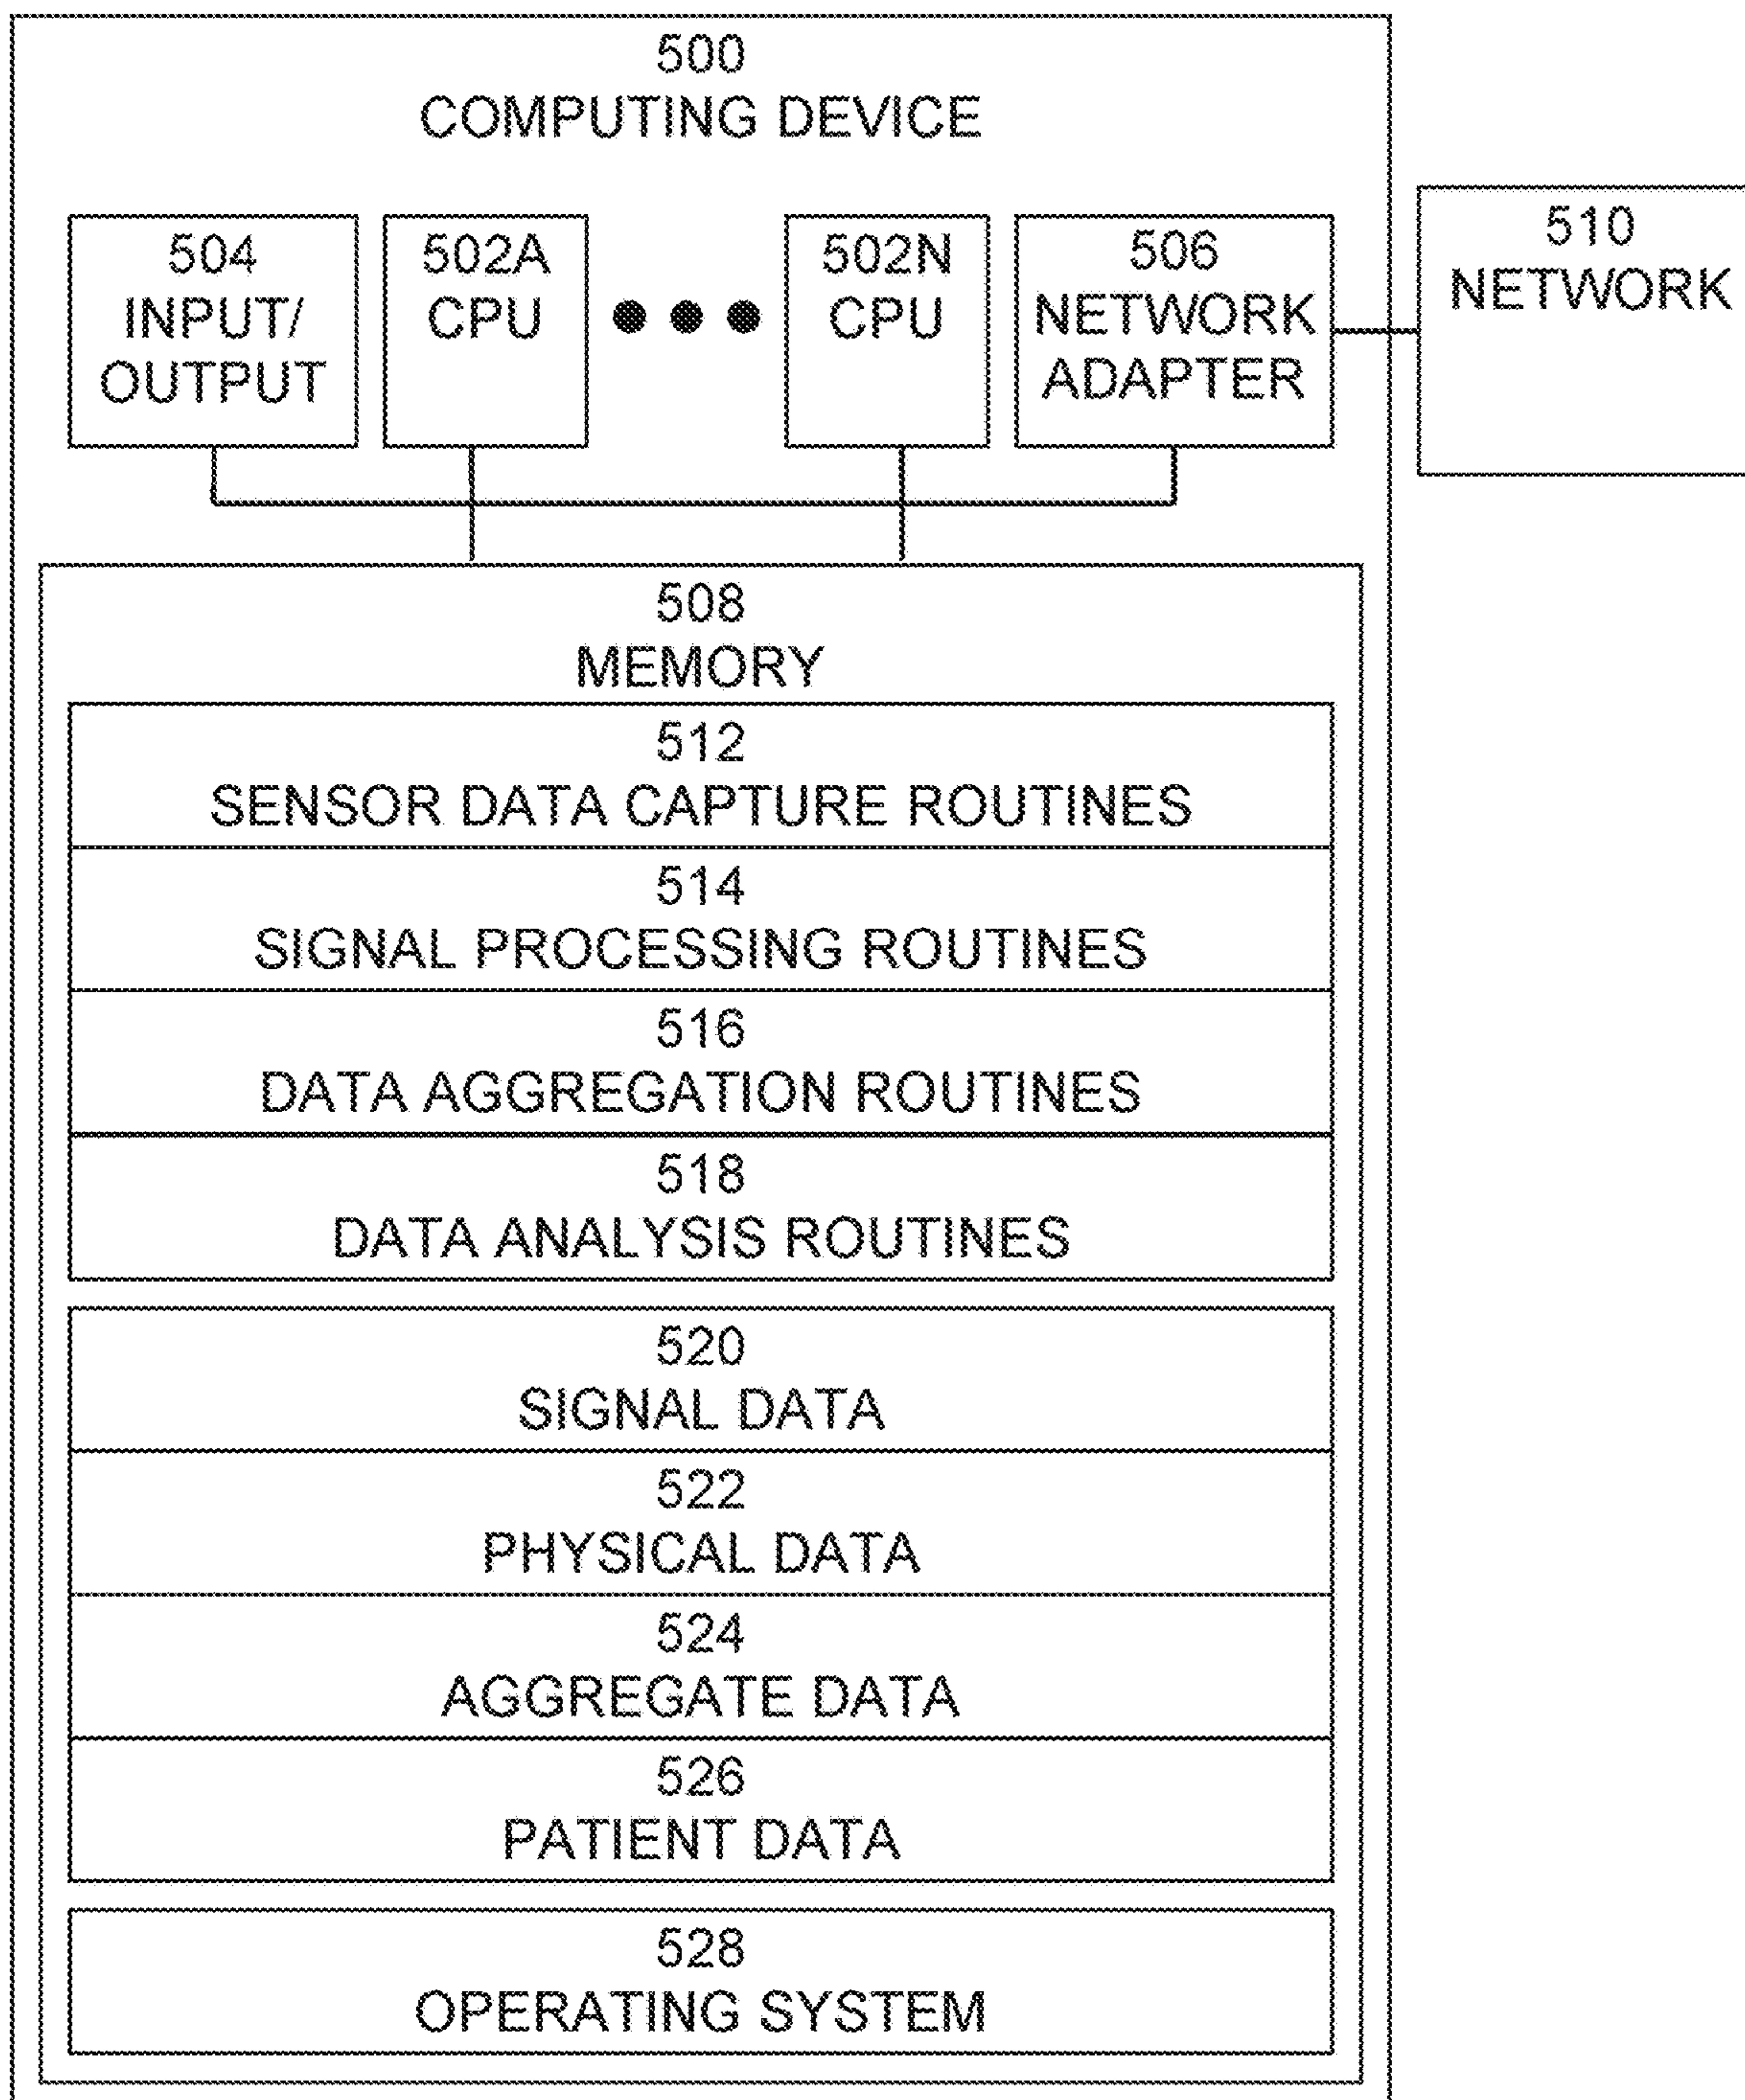 500
COMPUTING DEVICE
504
INPUT/
OUTPUT
502A
CPU
502N
CPU
506
NETWORK
ADAPTER
510
NETWORK
508
MEMORY
512
SENSOR DATA CAPTURE ROUTINES
514
SIGNAL PROCESSING ROUTINES
516
DATA AGGREGATION ROUTINES
518
DATA ANALYSIS ROUTINES
520
SIGNAL DATA
522
PHYSICAL DATA
524
AGGREGATE DATA
526
PATIENT DATA
528
OPERATING SYSTEM